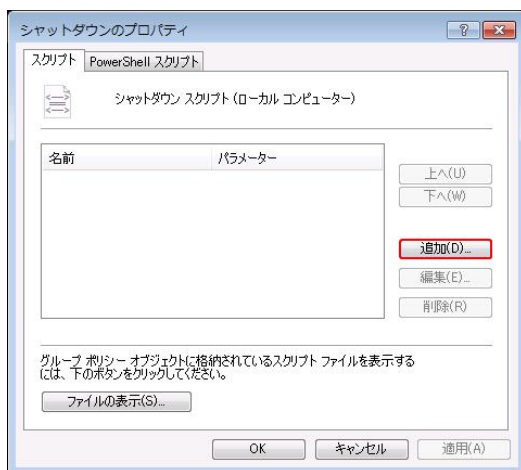 シャットダウンのプロパティ
スクリプト PowerShell スクリプト
シャットダウン スクリプト (ローカル コンピューター)
名前 パラメーター
上へ(U)
下へ(W)
追加(D)...
編集(E)...
削除(R)
グループ ポリシー オブジェクトに格納されているスクリプト ファイルを表示する
には、下のボタンをクリックしてください。
ファイルの表示(S)...
OK キャンセル 適用(A)